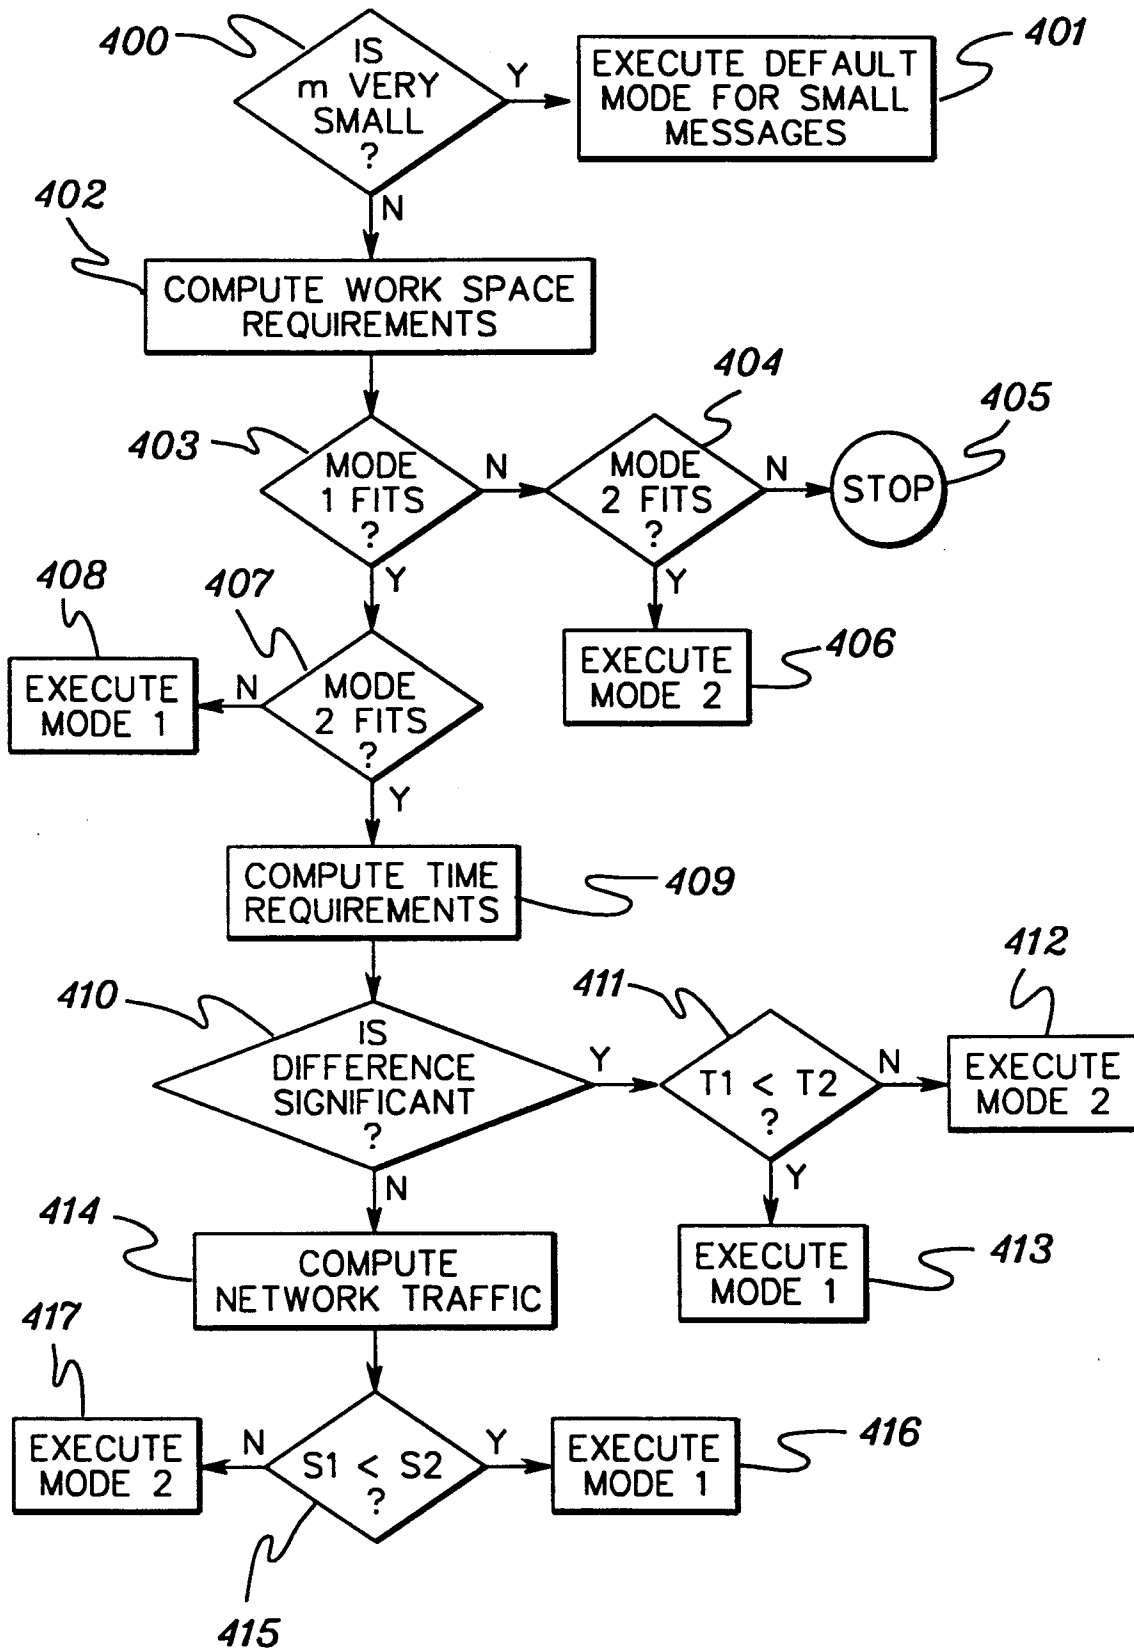 400
IS
m VERY
SMALL
?
Y
EXECUTE DEFAULT
MODE FOR SMALL
MESSAGES
401
N
402
COMPUTE WORK SPACE
REQUIREMENTS
403
MODE
1 FITS
?
N
404
MODE
2 FITS
?
N
405
STOP
Y
Y
406
EXECUTE
MODE 2
407
MODE
2 FITS
?
N
408
EXECUTE
MODE 1
Y
COMPUTE TIME
REQUIREMENTS
409
410
IS
DIFFERENCE
SIGNIFICANT
?
Y
411
T1 < T2
?
N
412
EXECUTE
MODE 2
Y
EXECUTE
MODE 1
413
N
414
COMPUTE
NETWORK TRAFFIC
417
EXECUTE
MODE 2
N
S1 < S2
?
Y
EXECUTE
MODE 1
416
415